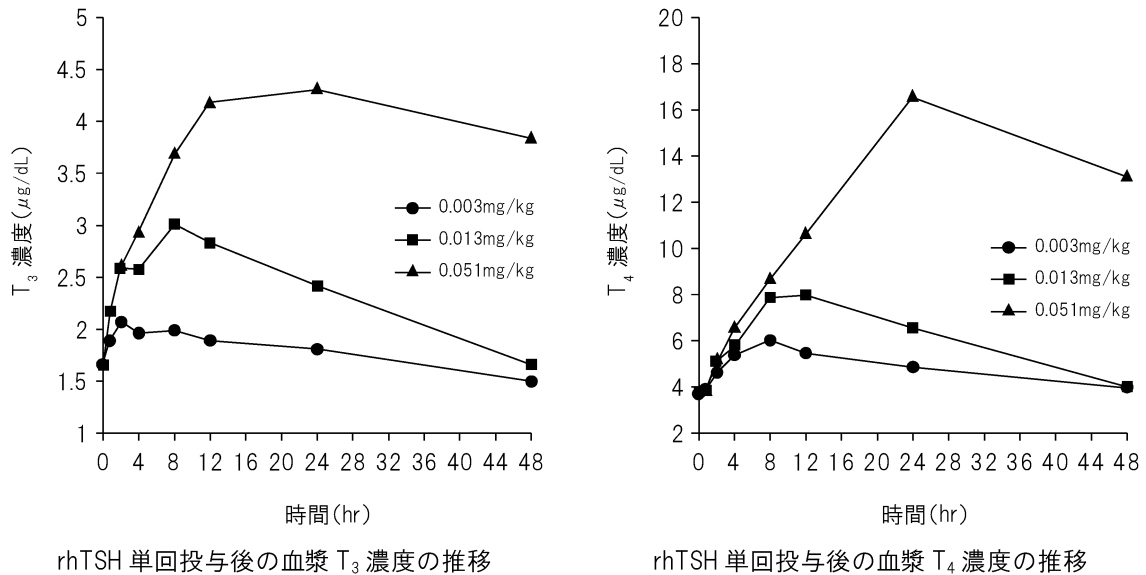 5
4.5
4
3.5
3
2.5
2
1.5
1
T3 濃度(μg/dL)
0.003mg/kg
0.013mg/kg
0.051mg/kg
0 4 8 12 16 20 24 28 32 36 40 44 48
時間(hr)
rhTSH 単回投与後の血漿 T3 濃度の推移
20
18
16
14
12
10
8
6
4
2
T4 濃度(μg/dL)
0.003mg/kg
0.013mg/kg
0.051mg/kg
0 4 8 12 16 20 24 28 32 36 40 44 48
時間(hr)
rhTSH 単回投与後の血漿 T4 濃度の推移